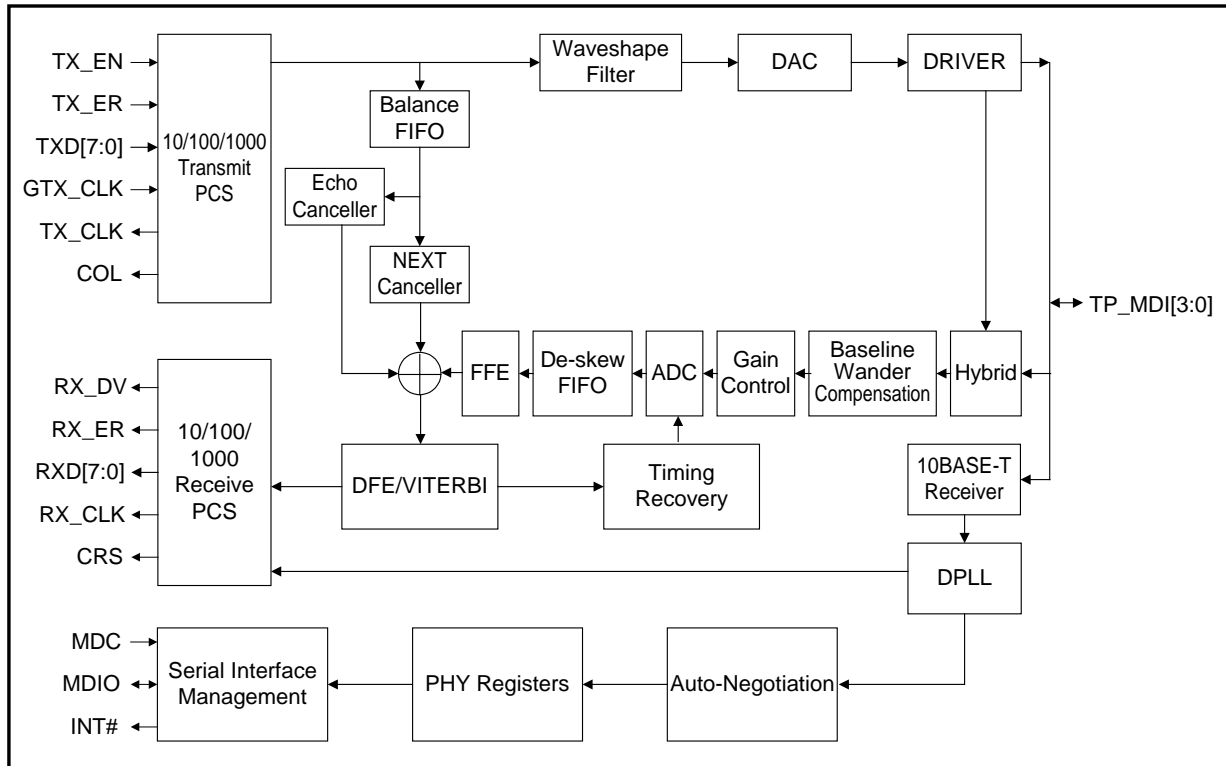 TX_EN
TX_ER
TXD[7:0]
GTX_CLK
TX_CLK
COL
10/100/1000
Transmit
PCS
Waveshape
Filter
DAC
DRIVER
Balance
FIFO
Echo
Canceller
NEXT
Canceller
TP_MDI[3:0]
FFE
De-skew
FIFO
ADC
Gain
Control
Baseline
Wander
Compensation
Hybrid
RX_DV
RX_ER
RXD[7:0]
RX_CLK
CRS
10/100/
1000
Receive
PCS
DFE/VITERBI
Timing
Recovery
10BASE-T
Receiver
DPLL
MDC
MDIO
INT#
Serial Interface
Management
PHY Registers
Auto-Negotiation